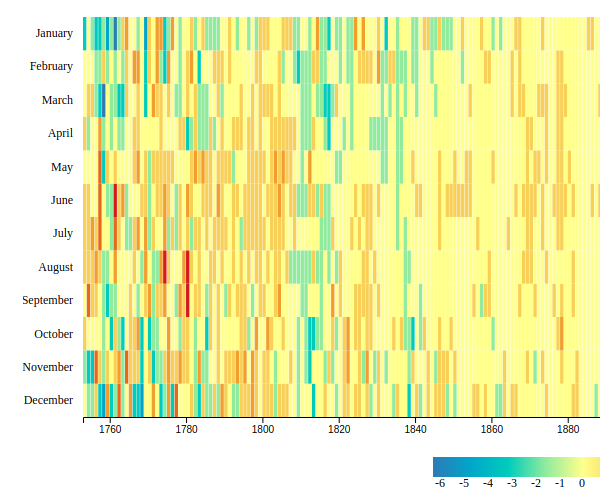 January
February
March
April
May
June
July
August
September
October
November
December
1760 1780 1800 1820 1840 1860 1880
-6 -5 -4 -3 -2 -1 0